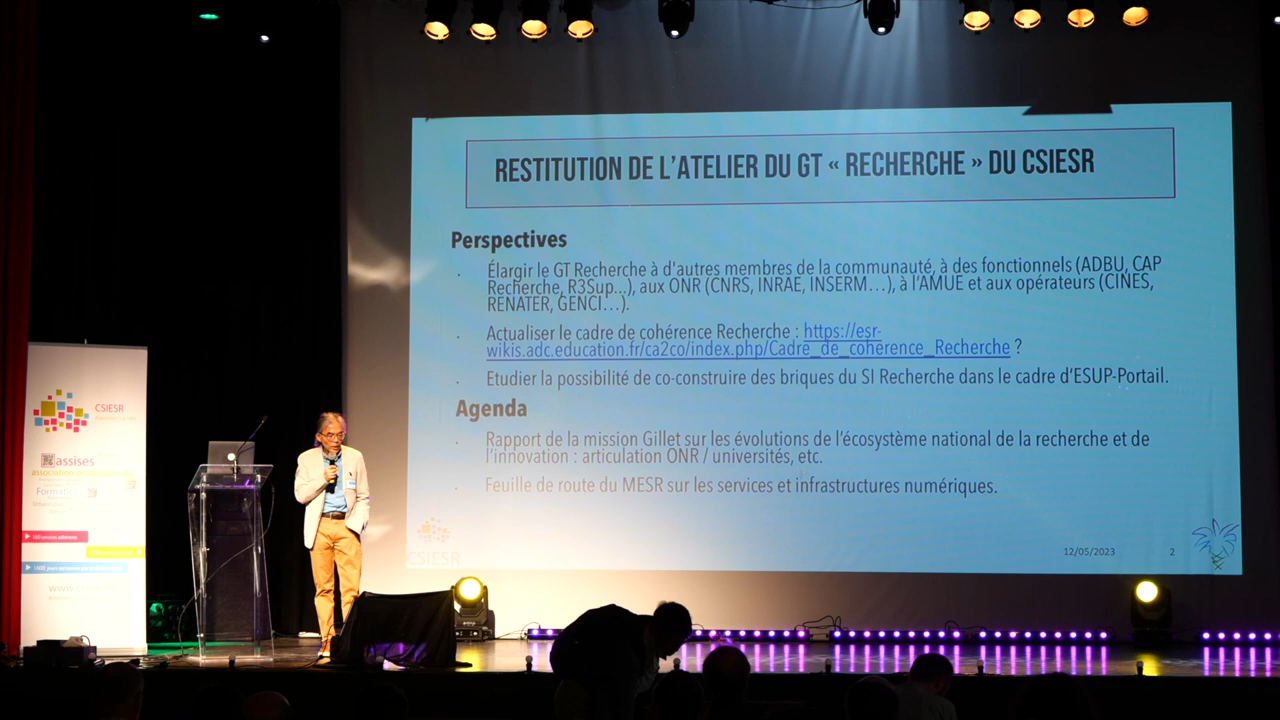 RESTITUTION DE L'ATELIER DU GT « RECHERCHE » DU CSIESR
Perspectives
. Élargir le GT Recherche à d'autres membres de la communauté, à des fonctionnels (ADBU, CAP
Recherche, R3Sup...), aux ONR (CNRS, INRAE, INSERM...), à l'AMUE et aux opérateurs (CINES,
RENATER, GENCI...).
. Actualiser le cadre de cohérence Recherche : https://esr-
wikis.adc.education.fr/ca2co/index.php/Cadre_de_coherence_Recherche ?
. Etudier la possibilité de co-construire des briques du SI Recherche dans le cadre d'ESUP-Portail.
Agenda
. Rapport de la mission Gillet sur les évolutions de l'écosystème national de la recherche et de
l'innovation : articulation ONR / universités, etc.
. Feuille de route du MESR sur les services et infrastructures numériques.
CSIESR
12/05/2023
2
CSIESR
assises
Formation